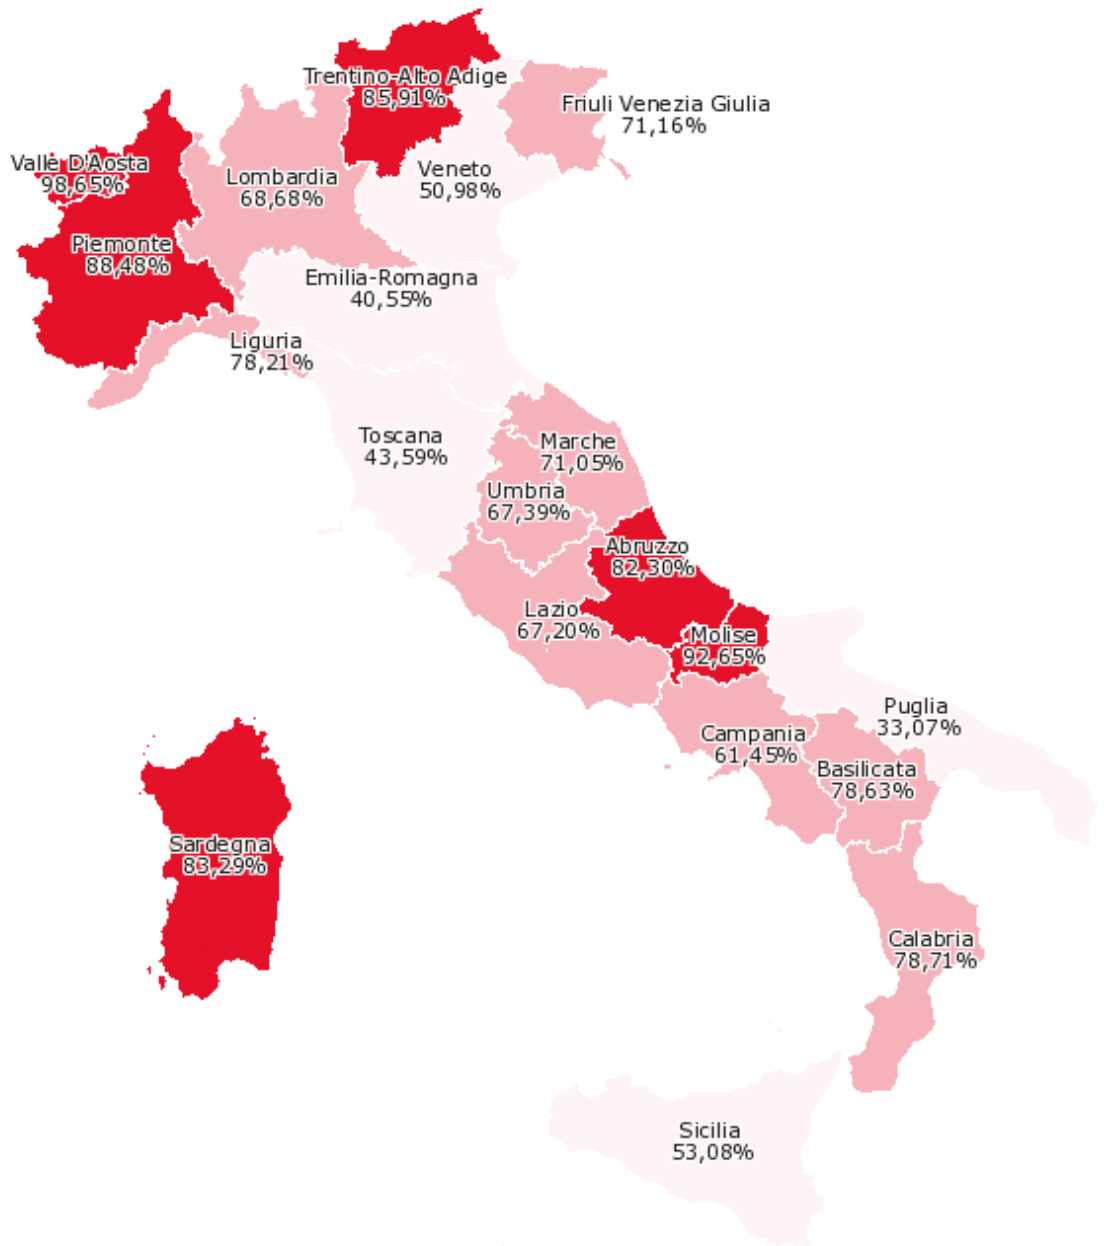 Trentino-Alto Adige
85,91%
Friuli Venezia Giulia
71,16%
Valle D'Aosta
98,65%
Veneto
50,98%
Lombardia
68,68%
Piemonte
88,48%
Emilia-Romagna
40,55%
Liguria
78,21%
Toscana
43,59%
Marche
71,05%
Umbria
67,39%
Abruzzo
82,30%
Lazio
67,20%
Molise
92,65%
Puglia
33,07%
Campania
61,45%
Basilicata
78,63%
Sardegna
83,29%
Calabria
78,71%
Sicilia
53,08%